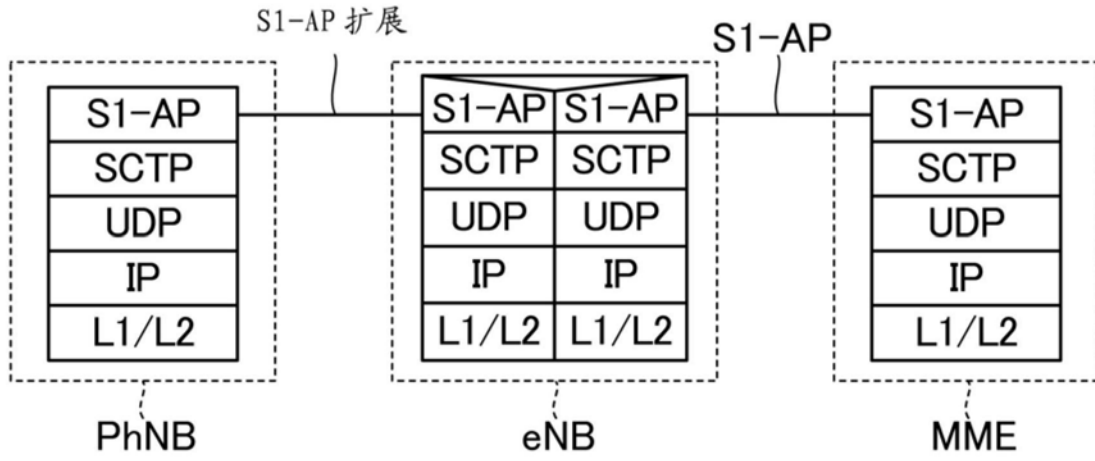 S1-AP 扩展
S1-AP
S1-AP S1-AP S1-AP S1-AP
SCTP SCTP SCTP SCTP
UDP UDP UDP UDP
IP IP IP IP
L1/L2 L1/L2 L1/L2 L1/L2
PhNB eNB MME